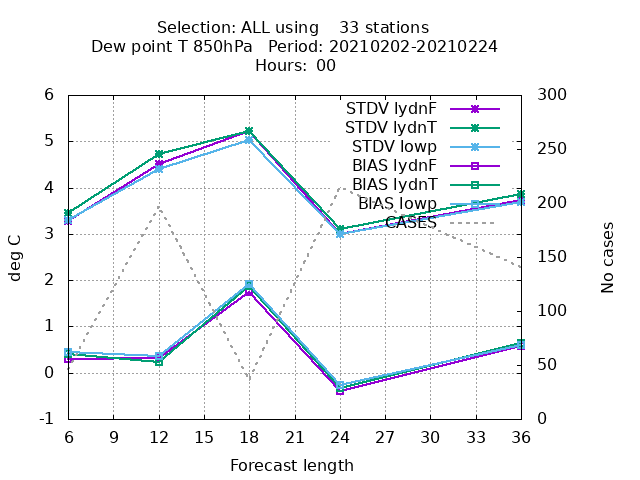 Selection: ALL using    33 stations
Dew point T 850hPa   Period: 20210202-20210224
Hours:  00
6
5
4
3
2
1
0
-1
300
250
200
150
100
50
0
STDV lydnF
STDV lydnT
STDV lowp
BIAS lydnF
BIAS lydnT
BIAS lowp
CASES
deg C
No cases
6 9 12 15 18 21 24 27 30 33 36
Forecast length